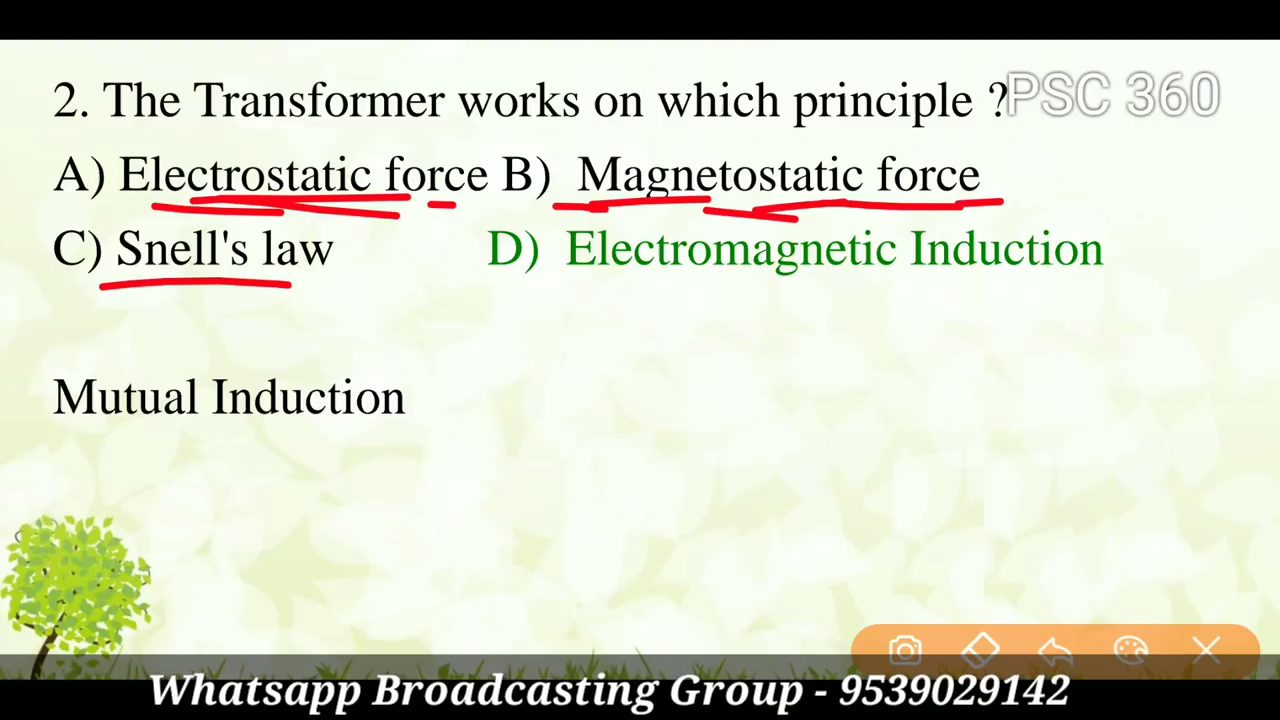 2. The Transformer works on which principle ?
PSC 360
A) Electrostatic force B) Magnetostatic force
C) Snell's law D) Electromagnetic Induction
Mutual Induction
Whatsapp Broadcasting Group - 9539029142